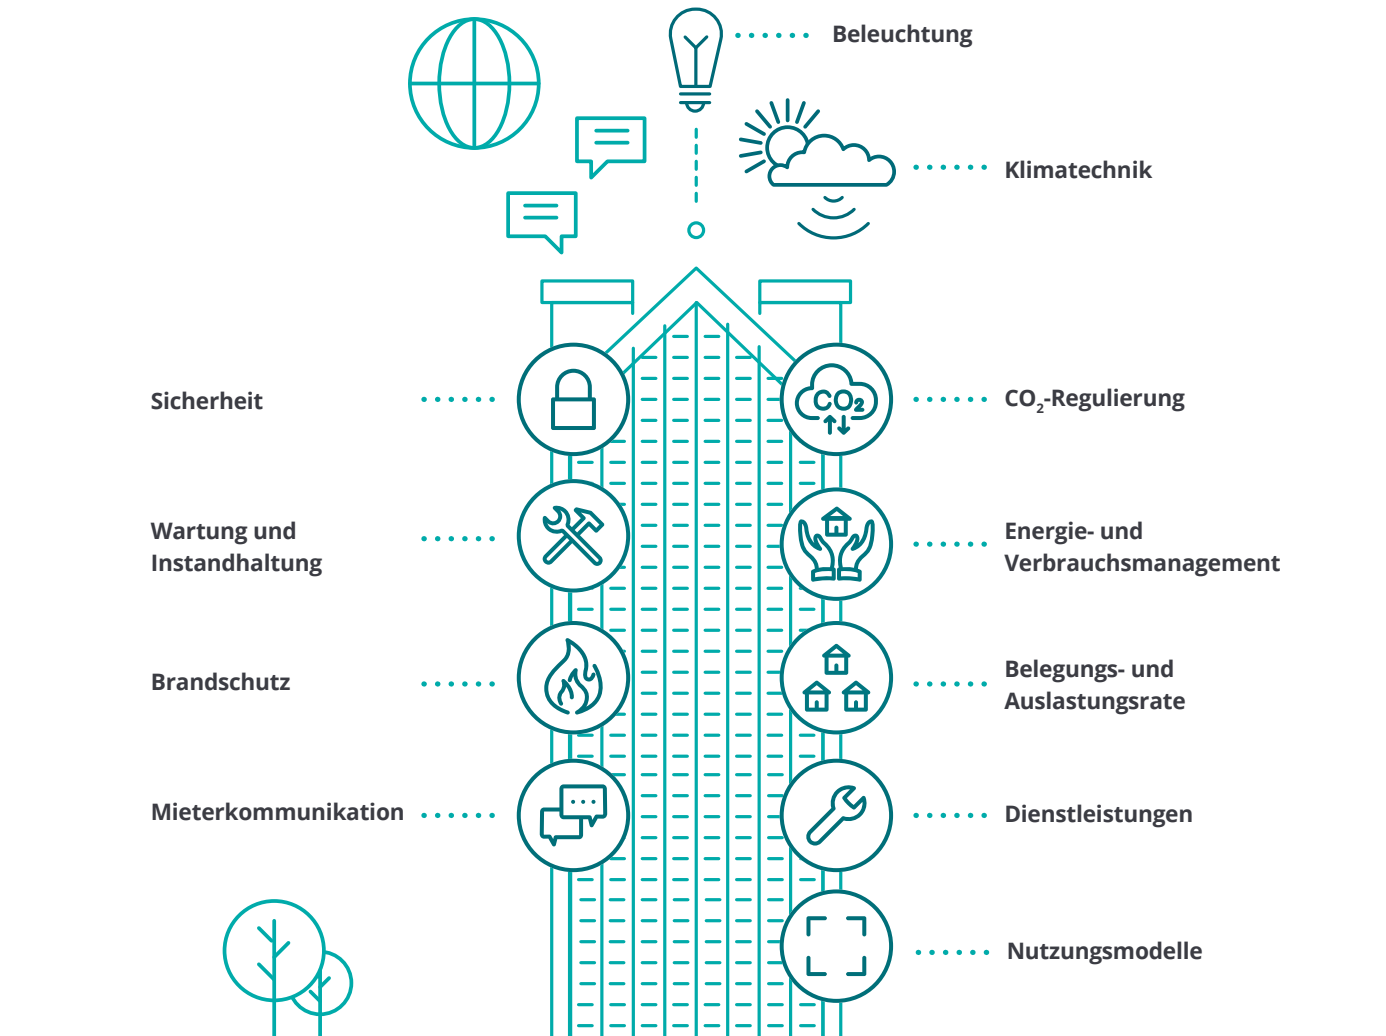 Beleuchtung
Klimatechnik
Sicherheit
CO₂-Regulierung
CO₂
Wartung und
Instandhaltung
Energie- und
Verbrauchsmanagement
Brandschutz
Belegungs- und
Auslastungsrate
Mieterkommunikation
Dienstleistungen
Nutzungsmodelle